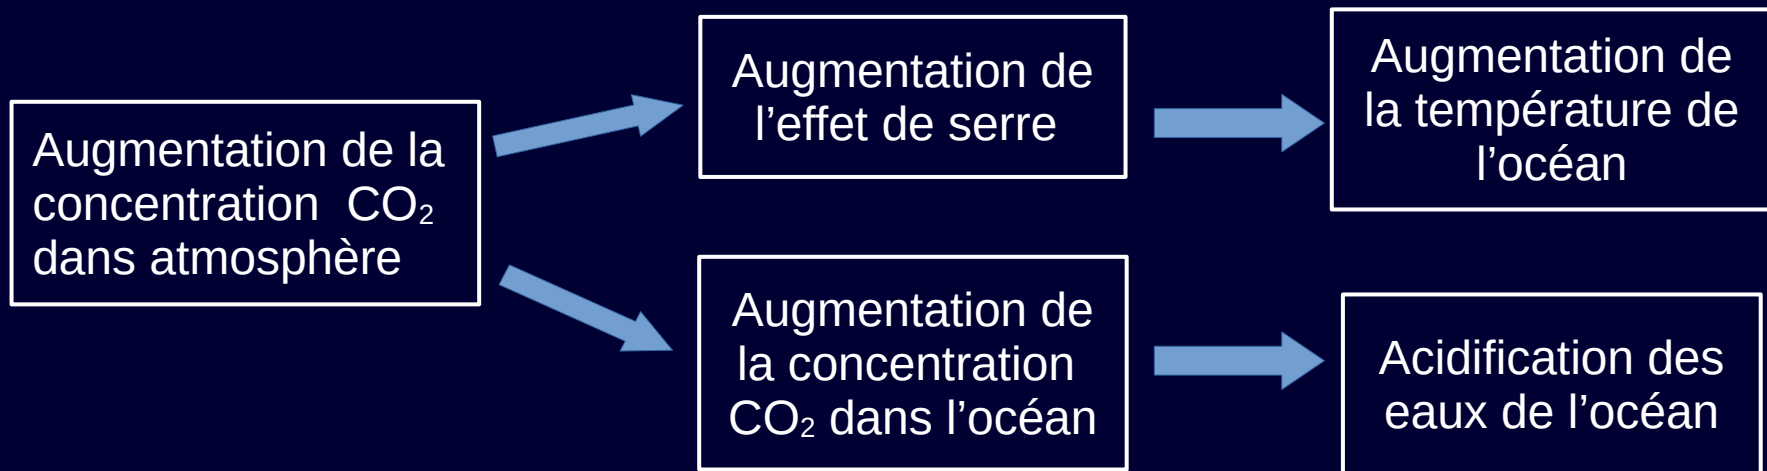 Augmentation de la
concentration CO₂
dans atmosphère
Augmentation de
l’effet de serre
Augmentation de
la température de
l’océan
Augmentation de
la concentration
CO₂ dans l’océan
Acidification des
eaux de l’océan